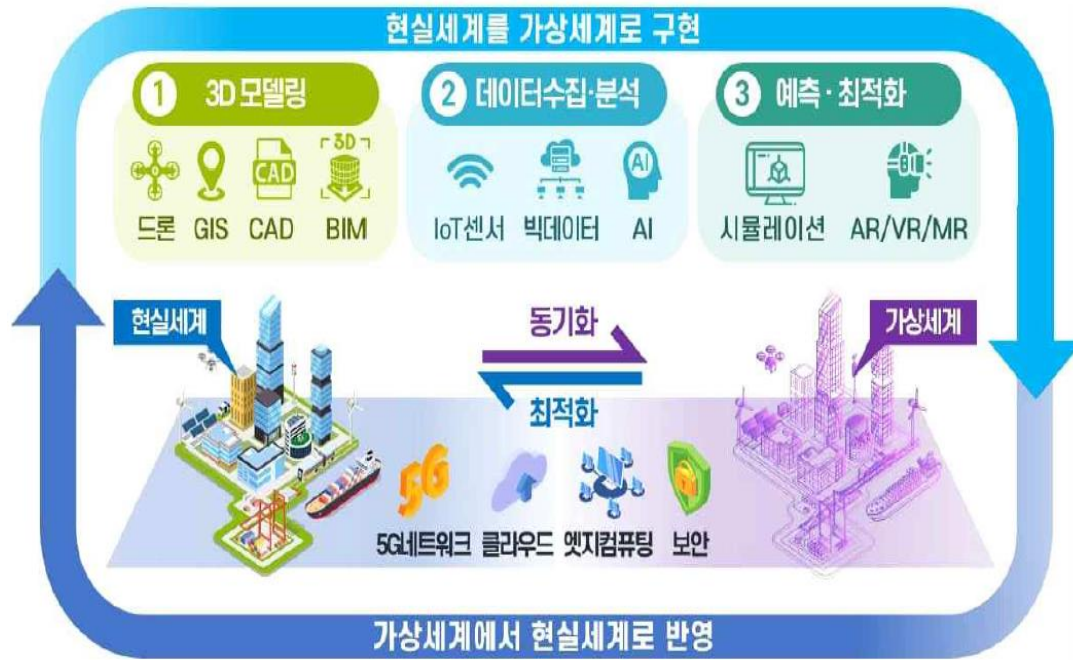 현실세계를 가상세계로 구현
1 3D 모델링
드론 GIS CAD BIM
CAD
3D
2 데이터수집·분석
IoT센서 빅데이터 AI
AI
3 예측·최적화
시뮬레이션 AR/VR/MR
현실세계
동기화
최적화
가상세계
5G
5G네트워크 클라우드 엣지컴퓨팅 보안
가상세계에서 현실세계로 반영